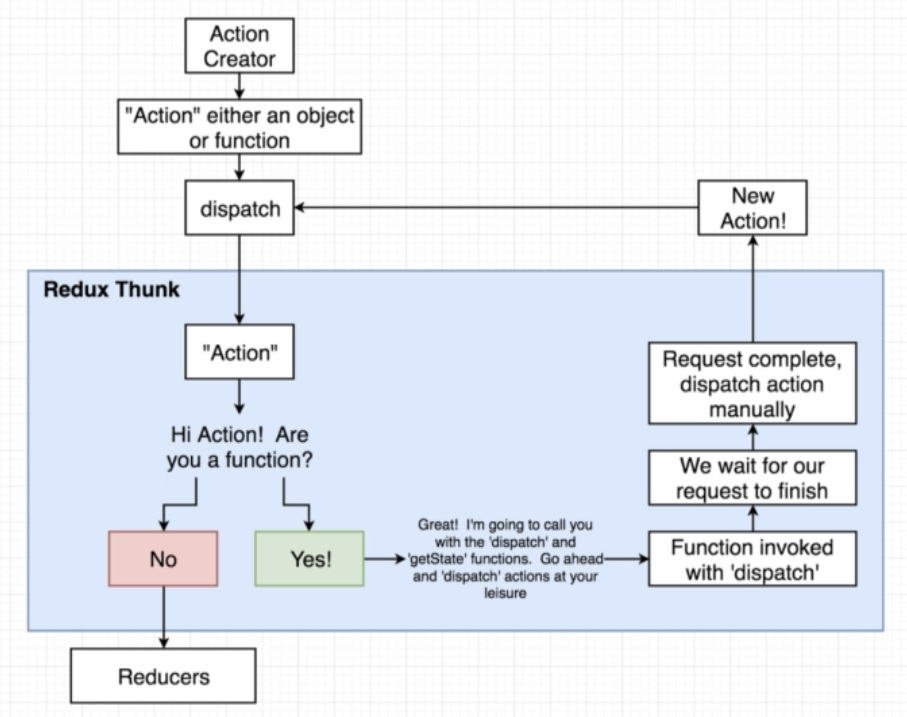 Action
Creator
"Action" either an object
or function
dispatch
New
Action!
Redux Thunk
"Action"
Hi Action!  Are
you a function?
No
Yes!
Great!  I'm going to call you
with the 'dispatch' and
'getState' functions.  Go ahead
and 'dispatch' actions at your
leisure
Function invoked
with 'dispatch'
We wait for our
request to finish
Request complete,
dispatch action
manually
Reducers